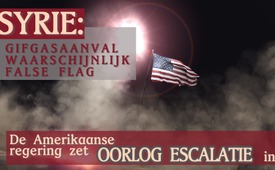 SYRIE:
GIFGASAANVAL
WAARSCHIJNLIJK
FALSE FLAG
De Amerikaanse
regering zet OORLOG ESCALATIE in